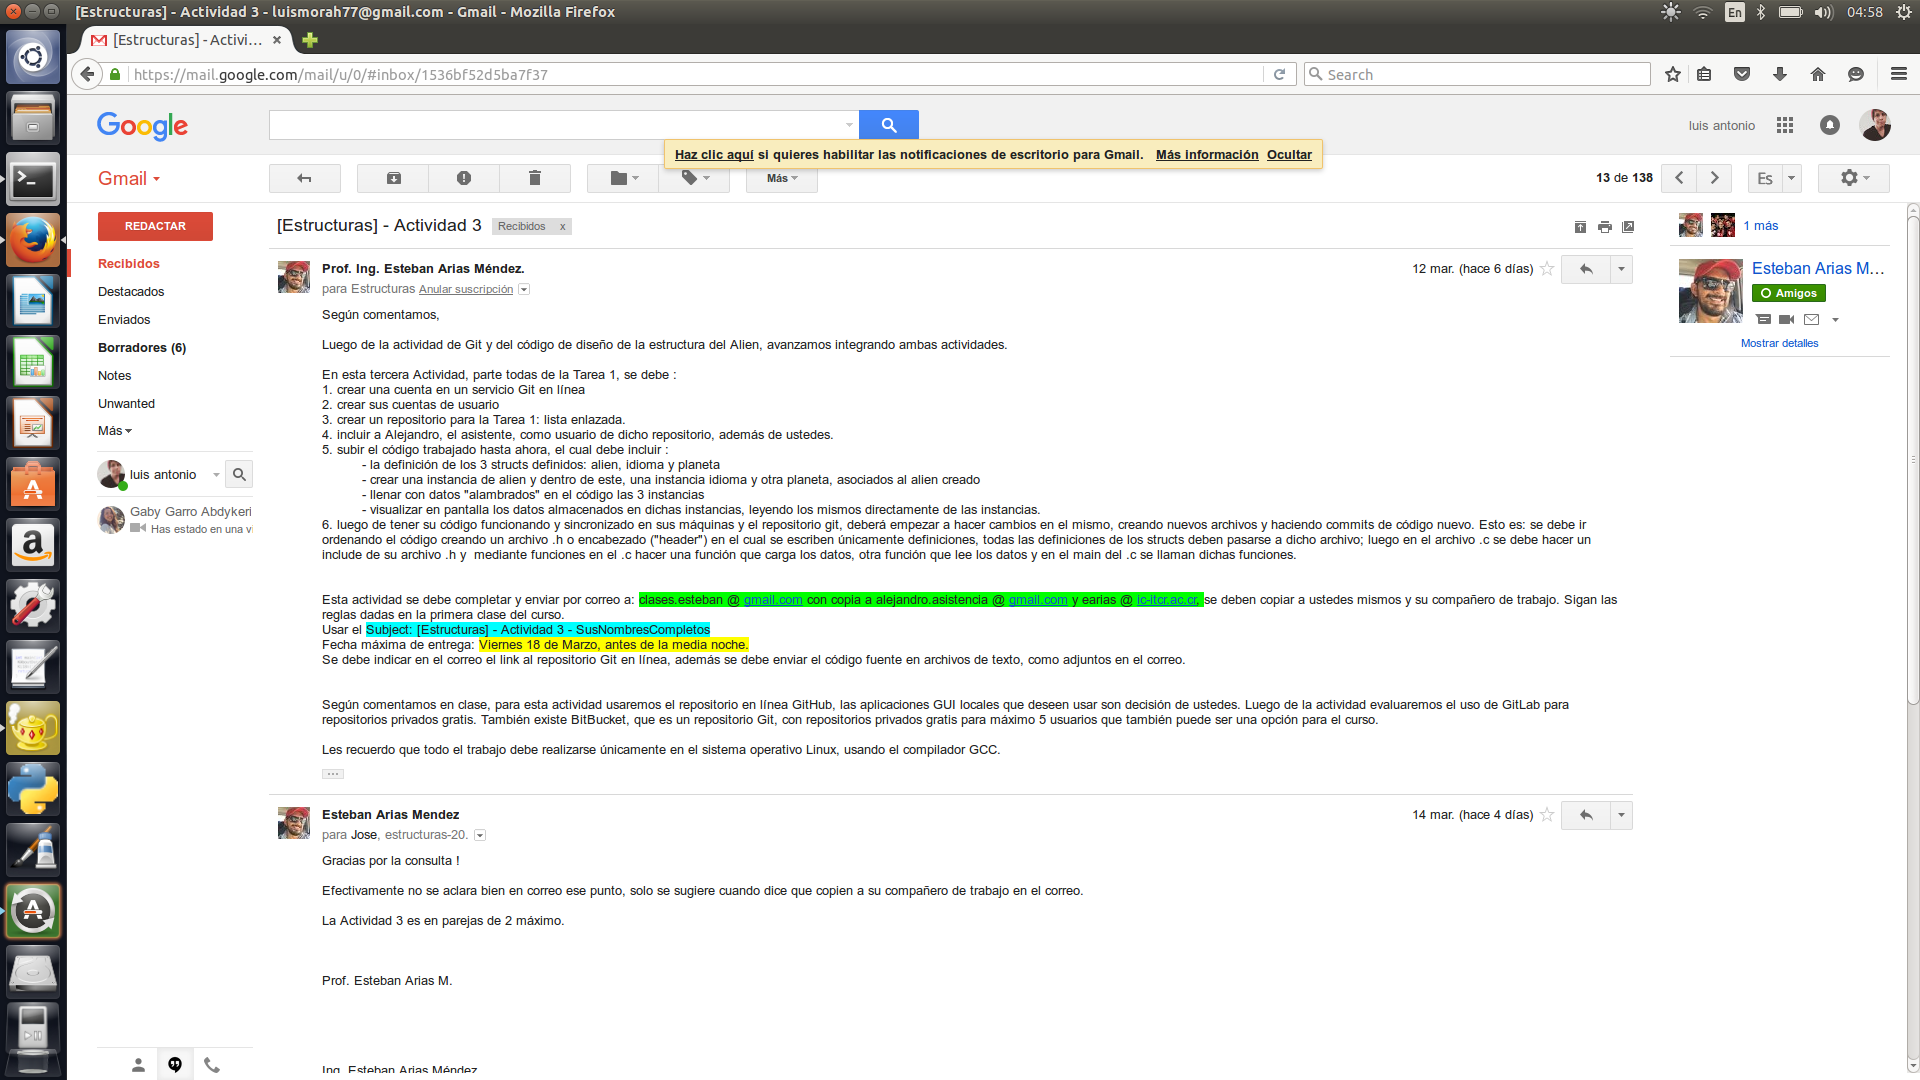 [Estructuras] - Actividad 3 - luismorah77@gmail.com - Gmail - Mozilla Firefox
En
04:58
[Estructuras] - Activi...
https://mail.google.com/mail/u/0/#inbox/1536bf52d5ba7f37
Search
Google
luis antonio
Haz clic aquí si quieres habilitar las notificaciones de escritorio para Gmail. Más información Ocultar
Gmail
Más
13 de 138
Es
REDACTAR
[Estructuras] - Actividad 3
Recibidos x
1 más
Recibidos
Destacados
Enviados
Borradores (6)
Notes
Unwanted
Más
luis antonio
Gaby Garro Abdykeri
Has estado en una vi
Prof. Ing. Esteban Arias Méndez.
12 mar. (hace 6 días)
para Estructuras Anular suscripción
Esteban Arias M...
Amigos
Mostrar detalles
Según comentamos,
Luego de la actividad de Git y del código de diseño de la estructura del Alien, avanzamos integrando ambas actividades.
En esta tercera Actividad, parte todas de la Tarea 1, se debe :
1. crear una cuenta en un servicio Git en línea
2. crear sus cuentas de usuario
3. crear un repositorio para la Tarea 1: lista enlazada.
4. incluir a Alejandro, el asistente, como usuario de dicho repositorio, además de ustedes.
5. subir el código trabajado hasta ahora, el cual debe incluir :
- la definición de los 3 structs definidos: alien, idioma y planeta
- crear una instancia de alien y dentro de este, una instancia idioma y otra planeta, asociados al alien creado
- llenar con datos "alambrados" en el código las 3 instancias
- visualizar en pantalla los datos almacenados en dichas instancias, leyendo los mismos directamente de las instancias.
6. luego de tener su código funcionando y sincronizado en sus máquinas y el repositorio git, deberá empezar a hacer cambios en el mismo, creando nuevos archivos y haciendo commits de código nuevo. Esto es: se debe ir
ordenando el código creando un archivo .h o encabezado ("header") en el cual se escriben únicamente definiciones, todas las definiciones de los structs deben pasarse a dicho archivo; luego en el archivo .c se debe hacer un
include de su archivo .h y mediante funciones en el .c hacer una función que carga los datos, otra función que lee los datos y en el main del .c se llaman dichas funciones.
Esta actividad se debe completar y enviar por correo a: clases.esteban @ gmail.com con copia a alejandro.asistencia @ gmail.com y earias @ ic-itcr.ac.cr, se deben copiar a ustedes mismos y su compañero de trabajo. Sigan las
reglas dadas en la primera clase del curso.
Usar el Subject: [Estructuras] - Actividad 3 - SusNombresCompletos
Fecha máxima de entrega: Viernes 18 de Marzo, antes de la media noche.
Se debe indicar en el correo el link al repositorio Git en línea, además se debe enviar el código fuente en archivos de texto, como adjuntos en el correo.
Según comentamos en clase, para esta actividad usaremos el repositorio en línea GitHub, las aplicaciones GUI locales que deseen usar son decisión de ustedes. Luego de la actividad evaluaremos el uso de GitLab para
repositorios privados gratis. También existe BitBucket, que es un repositorio Git, con repositorios privados gratis para máximo 5 usuarios que también puede ser una opción para el curso.
Les recuerdo que todo el trabajo debe realizarse únicamente en el sistema operativo Linux, usando el compilador GCC.
Esteban Arias Mendez
14 mar. (hace 4 días)
para Jose, estructuras-20.
Gracias por la consulta !
Efectivamente no se aclara bien en correo ese punto, solo se sugiere cuando dice que copien a su compañero de trabajo en el correo.
La Actividad 3 es en parejas de 2 máximo.
Prof. Esteban Arias M.
Ing. Esteban Arias Méndez